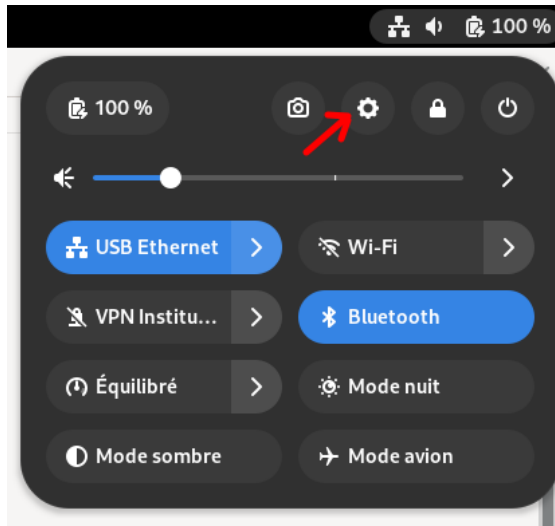 100 %
100 %
USB Ethernet
Wi-Fi
VPN Institu...
Bluetooth
Équilibré
Mode nuit
Mode sombre
Mode avion